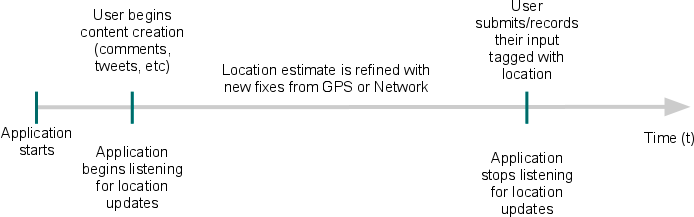 User begins
content creation
(comments,
tweets, etc)
User
submits/records
their input
tagged with
location
Location estimate is refined with
new fixes from GPS or Network
Application
starts
Application
begins listening
for location
updates
Application
stops listening
for location
updates
Time (t)